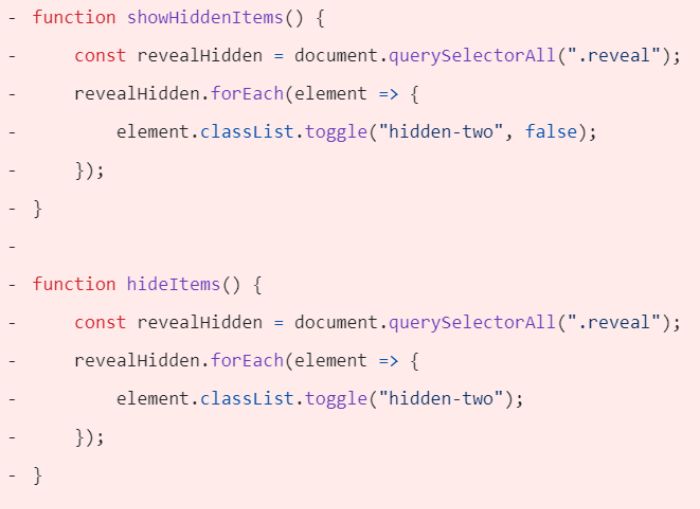 - function showHiddenItems() {
-     const revealHidden = document.querySelectorAll(".reveal");
-     revealHidden.forEach(element => {
-         element.classList.toggle("hidden-two", false);
-     });
- }
-
- function hideItems() {
-     const revealHidden = document.querySelectorAll(".reveal");
-     revealHidden.forEach(element => {
-         element.classList.toggle("hidden-two");
-     });
- }